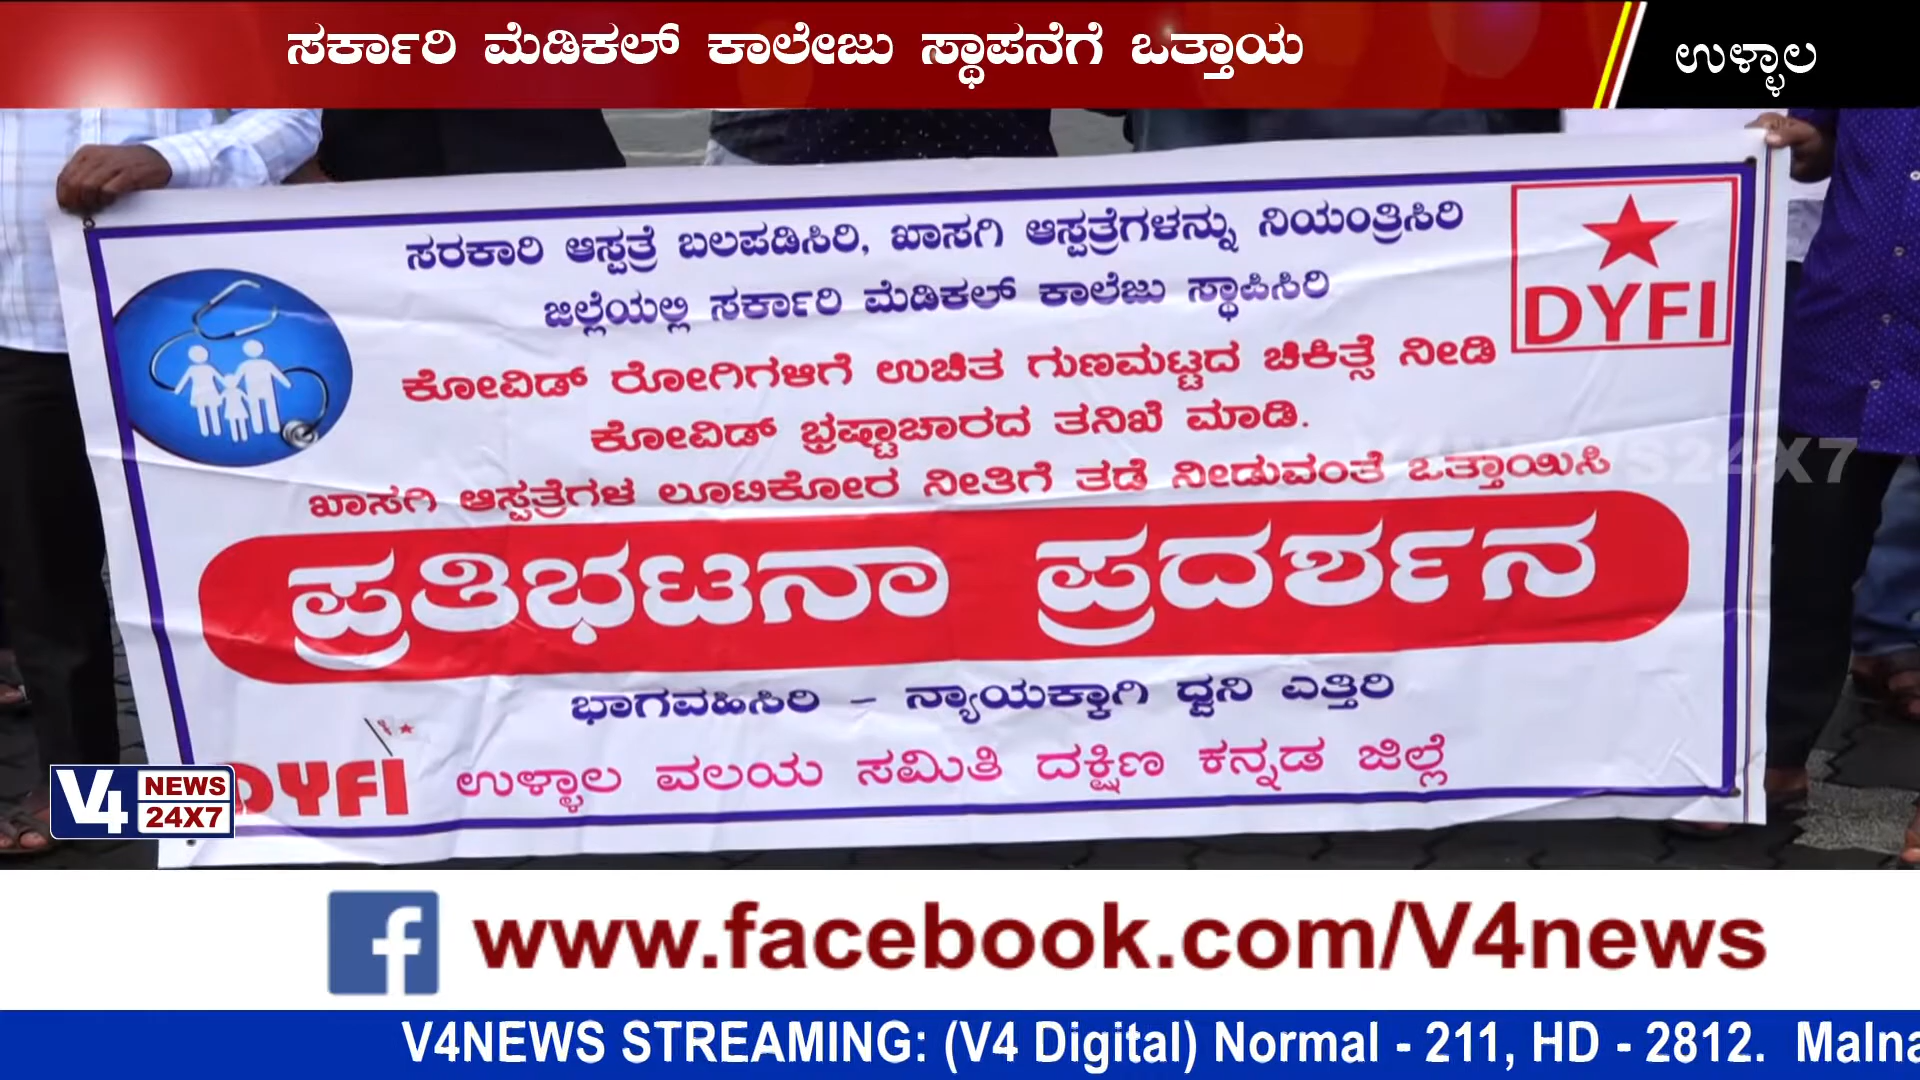 ಸರ್ಕಾರಿ ಮೆಡಿಕಲ್ ಕಾಲೇಜು ಸ್ಥಾಪನೆಗೆ ಒತ್ತಾಯ
ಉಳ್ಳಾಲ
ಸರಕಾರಿ ಆಸ್ಪತ್ರೆ ಬಲಪಡಿಸಿರಿ, ಖಾಸಗಿ ಆಸ್ಪತ್ರೆಗಳನ್ನು ನಿಯಂತ್ರಿಸಿರಿ
ಜಿಲ್ಲೆಯಲ್ಲಿ ಸರ್ಕಾರಿ ಮೆಡಿಕಲ್ ಕಾಲೆಜು ಸ್ಥಾಪಿಸಿರಿ
DYFI
ಕೋವಿಡ್ ರೋಗಿಗಳಿಗೆ ಉಚಿತ ಗುಣಮಟ್ಟದ ಚಿಕಿತ್ಸೆ ನೀಡಿ
ಕೋವಿಡ್ ಭ್ರಷ್ಟಾಚಾರದ ತನಿಖೆ ಮಾಡಿ.
ಖಾಸಗಿ ಆಸ್ಪತ್ರೆಗಳ ಲೂಟಿಕೋರ ನೀತಿಗೆ ತಡೆ ನೀಡುವಂತೆ ಒತ್ತಾಯಿಸಿ
V4NEWS24X7
ಪ್ರತಿಭಟನಾ ಪ್ರದರ್ಶನ
ಭಾಗವಹಿಸಿರಿ – ನ್ಯಾಯಕ್ಕಾಗಿ ಧ್ವನಿ ಎತ್ತಿರಿ
DYFI ಉಳ್ಳಾಲ ವಲಯ ಸಮಿತಿ ದಕ್ಷಿಣ ಕನ್ನಡ ಜಿಲ್ಲೆ
V4 NEWS 24X7
f www.facebook.com/V4news
V4NEWS STREAMING: (V4 Digital) Normal - 211, HD - 2812. Malna